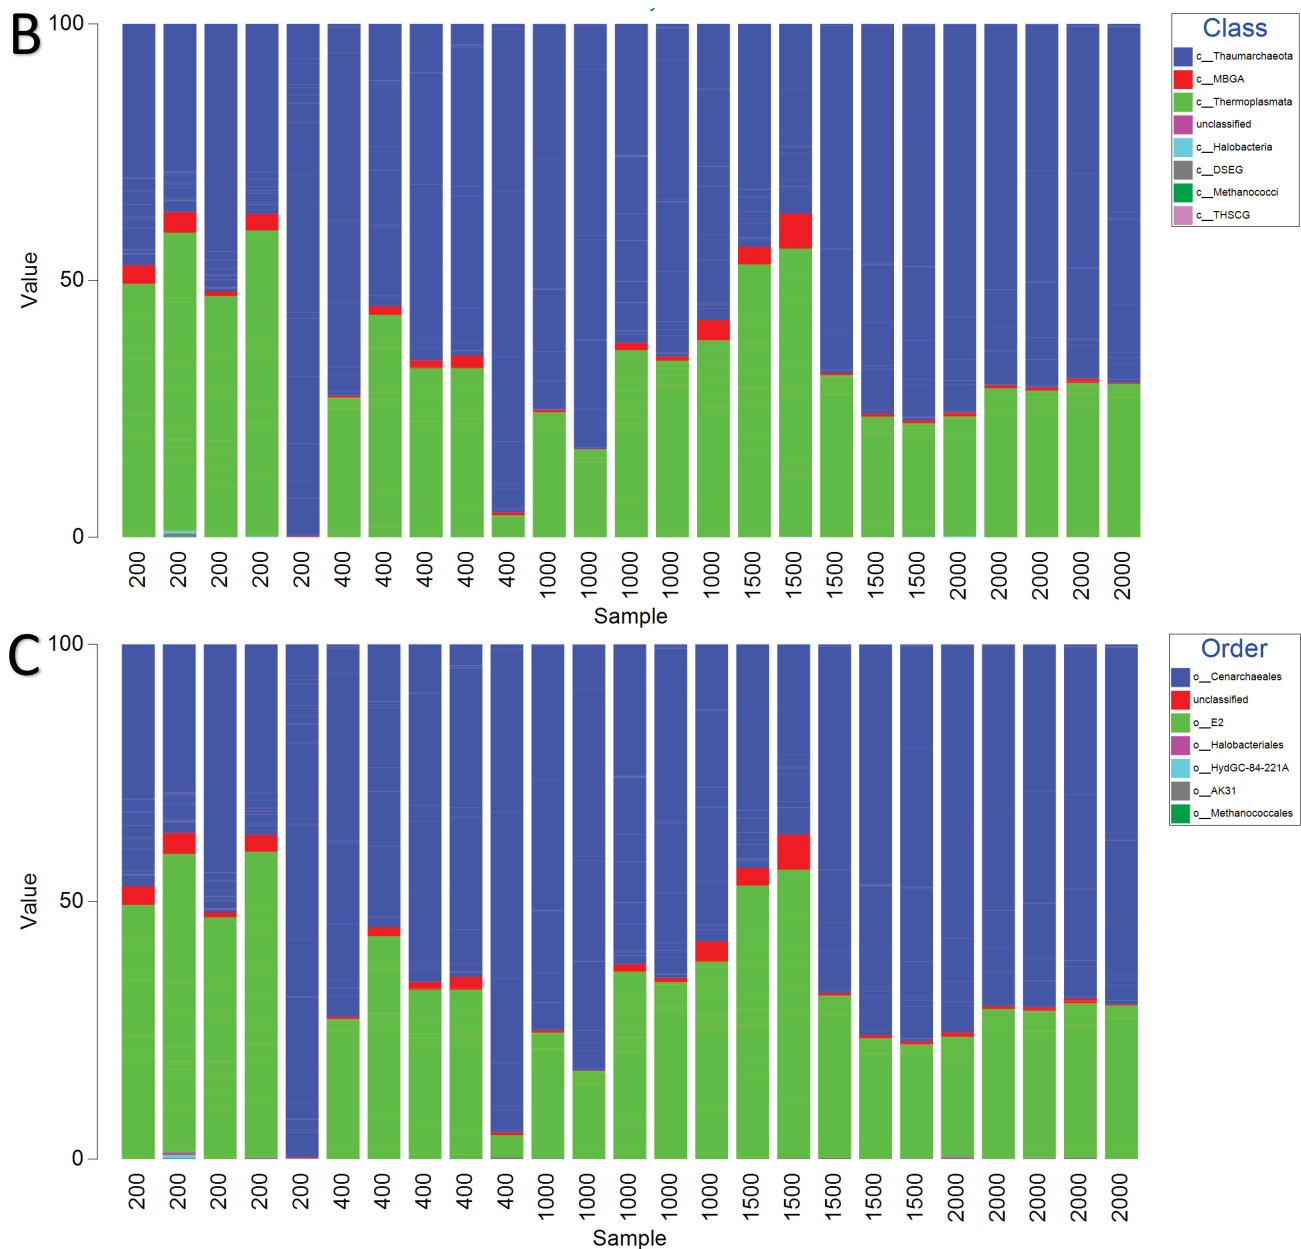 B
100
50
0
Value
200 200 200 200 200 400 400 400 400 400 1000 1000 1000 1000 1000 1500 1500 1500 1500 1500 2000 2000 2000 2000 2000
Sample
Class
c__Thaumarchaeota
c__MBGA
c__Thermoplasmata
unclassified
c__Halobacteria
c__DSEG
c__Methanococci
c__THSCG
C
100
50
0
Value
200 200 200 200 200 400 400 400 400 400 1000 1000 1000 1000 1000 1500 1500 1500 1500 1500 2000 2000 2000 2000 2000
Sample
Order
o__Cenarchaeales
unclassified
o__E2
o__Halobacteriales
o__HydGC-84-221A
o__AK31
o__Methanococcales